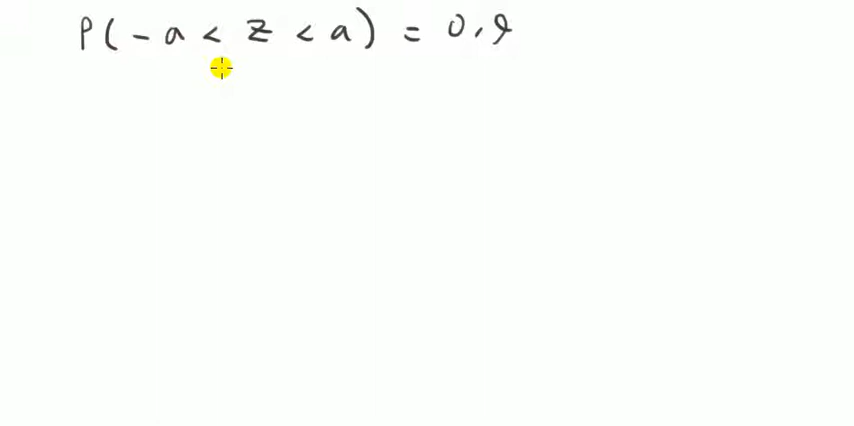 P(-a < z < a) = 0,9